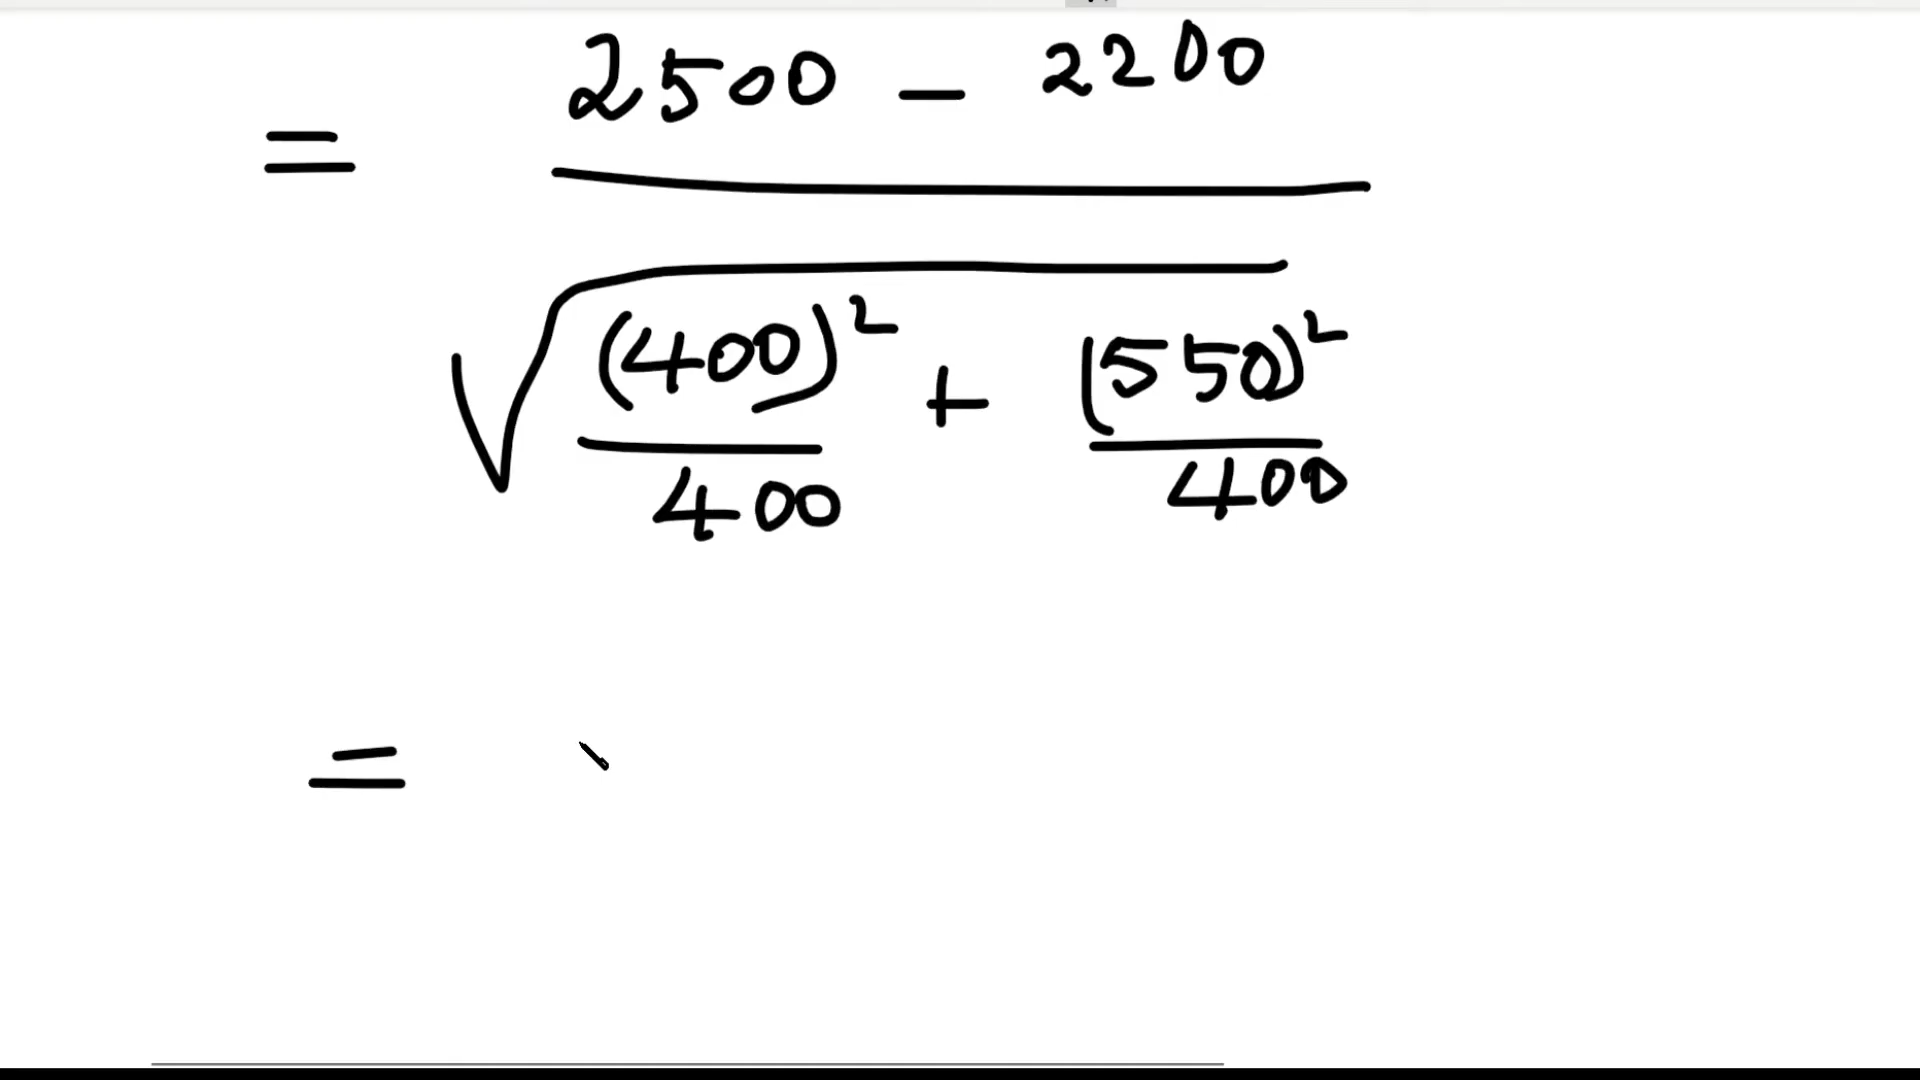 2500 - 2200
=
√ (400)² + (550)²
400 400
=